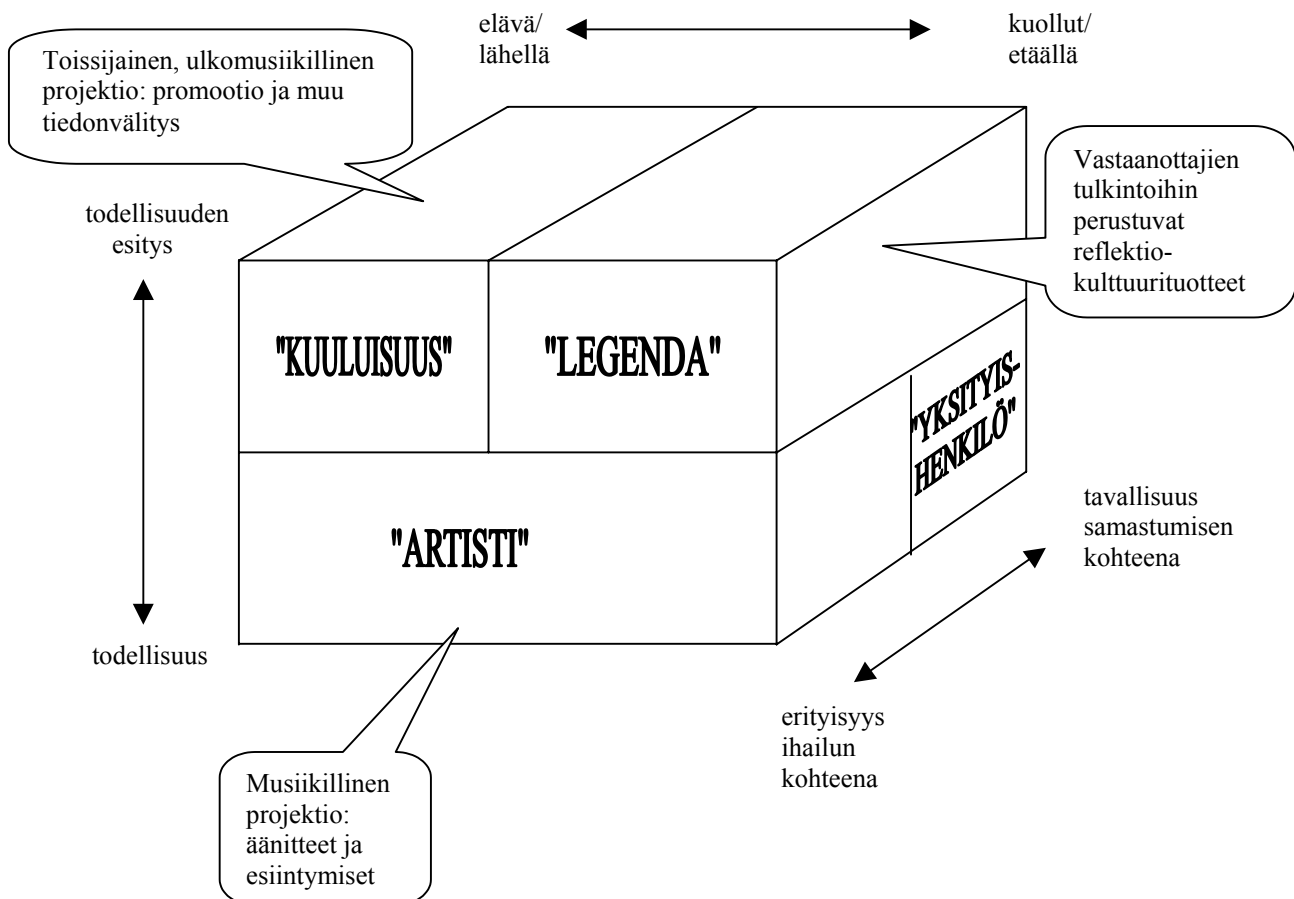 elävä/
lähellä
kuollut/
etäällä
Toissijainen, ulkomusiikillinen
projektio: promootio ja muu
tiedonvälitys
Vastaanottajien
tulkintoihin
perustuvat
reflektio-
kulttuurituotteet
todellisuuden
esitys
"KUULUISUUS"
"LEGENDA"
"YKSITYIS-
HENKILÖ"
"ARTISTI"
tavallisuus
samastumisen
kohteena
todellisuus
erityisyys
ihailun
kohteena
Musiikillinen
projektio:
äänitteet ja
esiintymiset